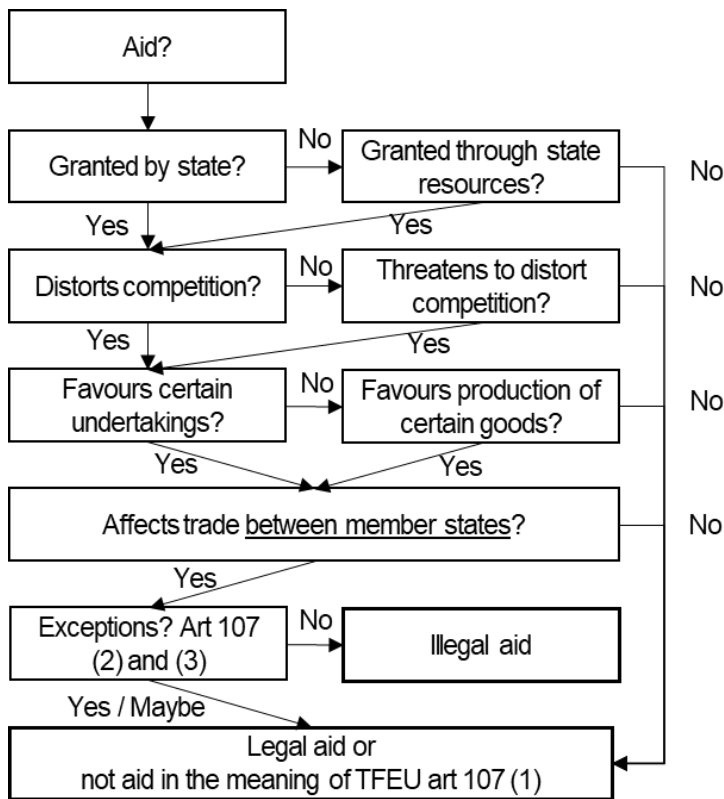 Aid?
Granted by state?
No
Granted through state
resources?
No
Yes
Yes
Distorts competition?
No
Threatens to distort
competition?
No
Yes
Yes
Favours certain
undertakings?
No
Favours production of
certain goods?
No
Yes
Yes
Affects trade between member states?
No
Yes
Exceptions? Art 107
(2) and (3)
No
Illegal aid
Yes / Maybe
Legal aid or
not aid in the meaning of TFEU art 107 (1)